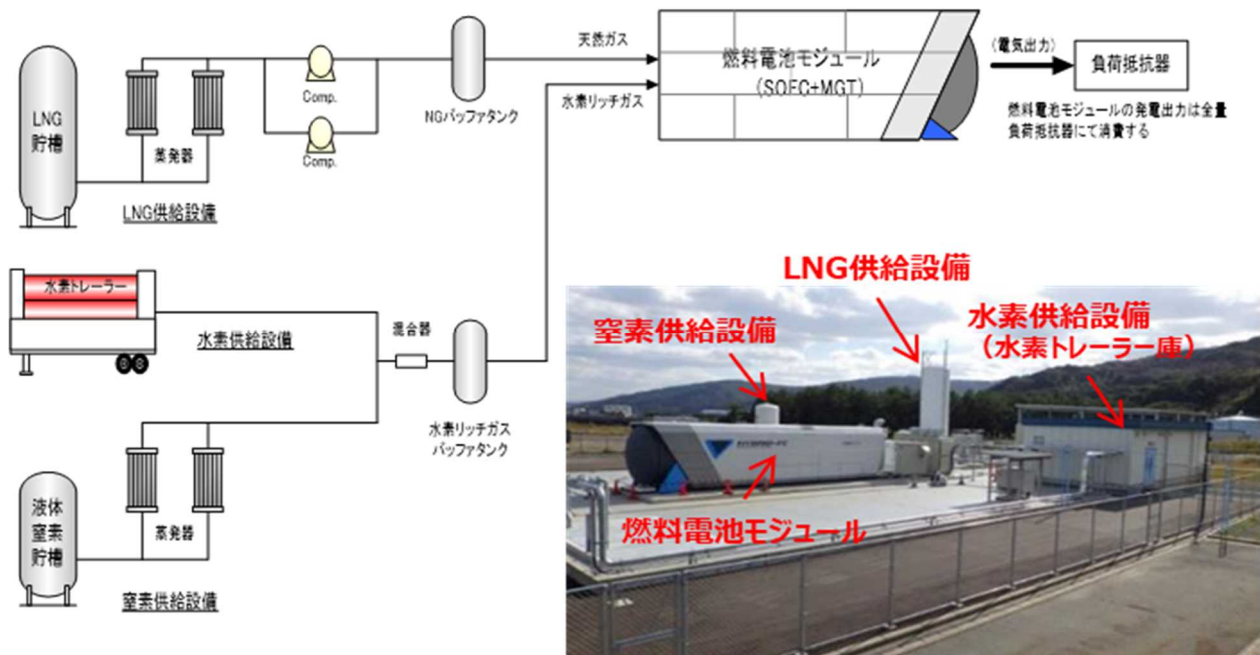 LNG
貯槽
蒸発器
LNG供給設備
Comp.
Comp.
NGバッファタンク
天然ガス
水素リッチガス
燃料電池モジュール
(SOFC+MGT)
(電気出力)
負荷抵抗器
燃料電池モジュールの発電出力は全量
負荷抵抗器にて消費する
水素トレーラー
水素供給設備
混合器
水素リッチガス
バッファタンク
液体
窒素
貯槽
蒸発器
窒素供給設備
LNG供給設備
窒素供給設備
水素供給設備
(水素トレーラー庫)
燃料電池モジュール